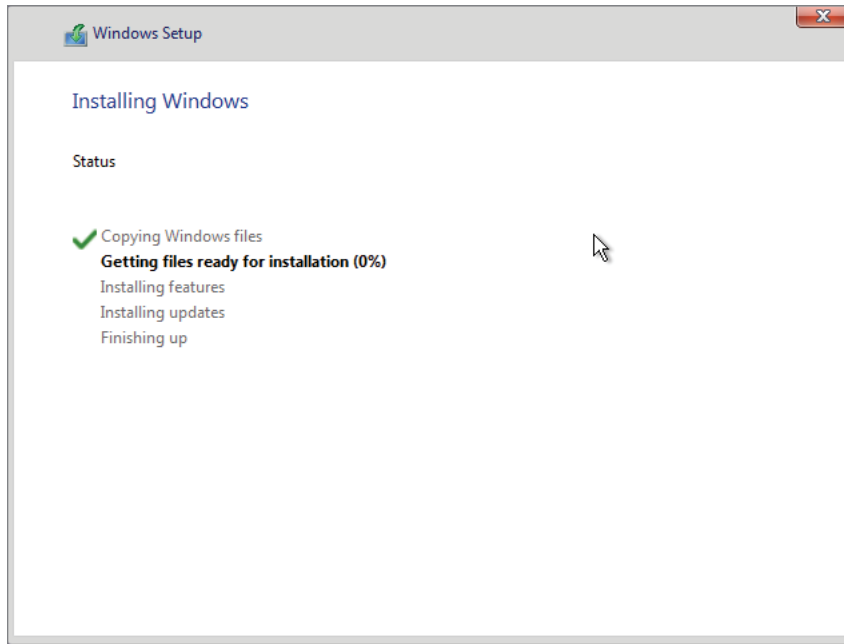 Windows Setup
Installing Windows
Status
Copying Windows files
Getting files ready for installation (0%)
Installing features
Installing updates
Finishing up